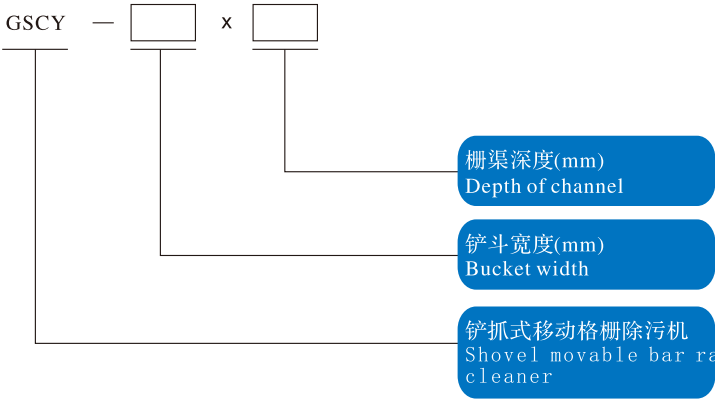 GSCY — x
栅渠深度(mm)
Depth of channel
铲斗宽度(mm)
Bucket width
铲抓式移动格栅除污机
Shovel movable bar ra
cleaner